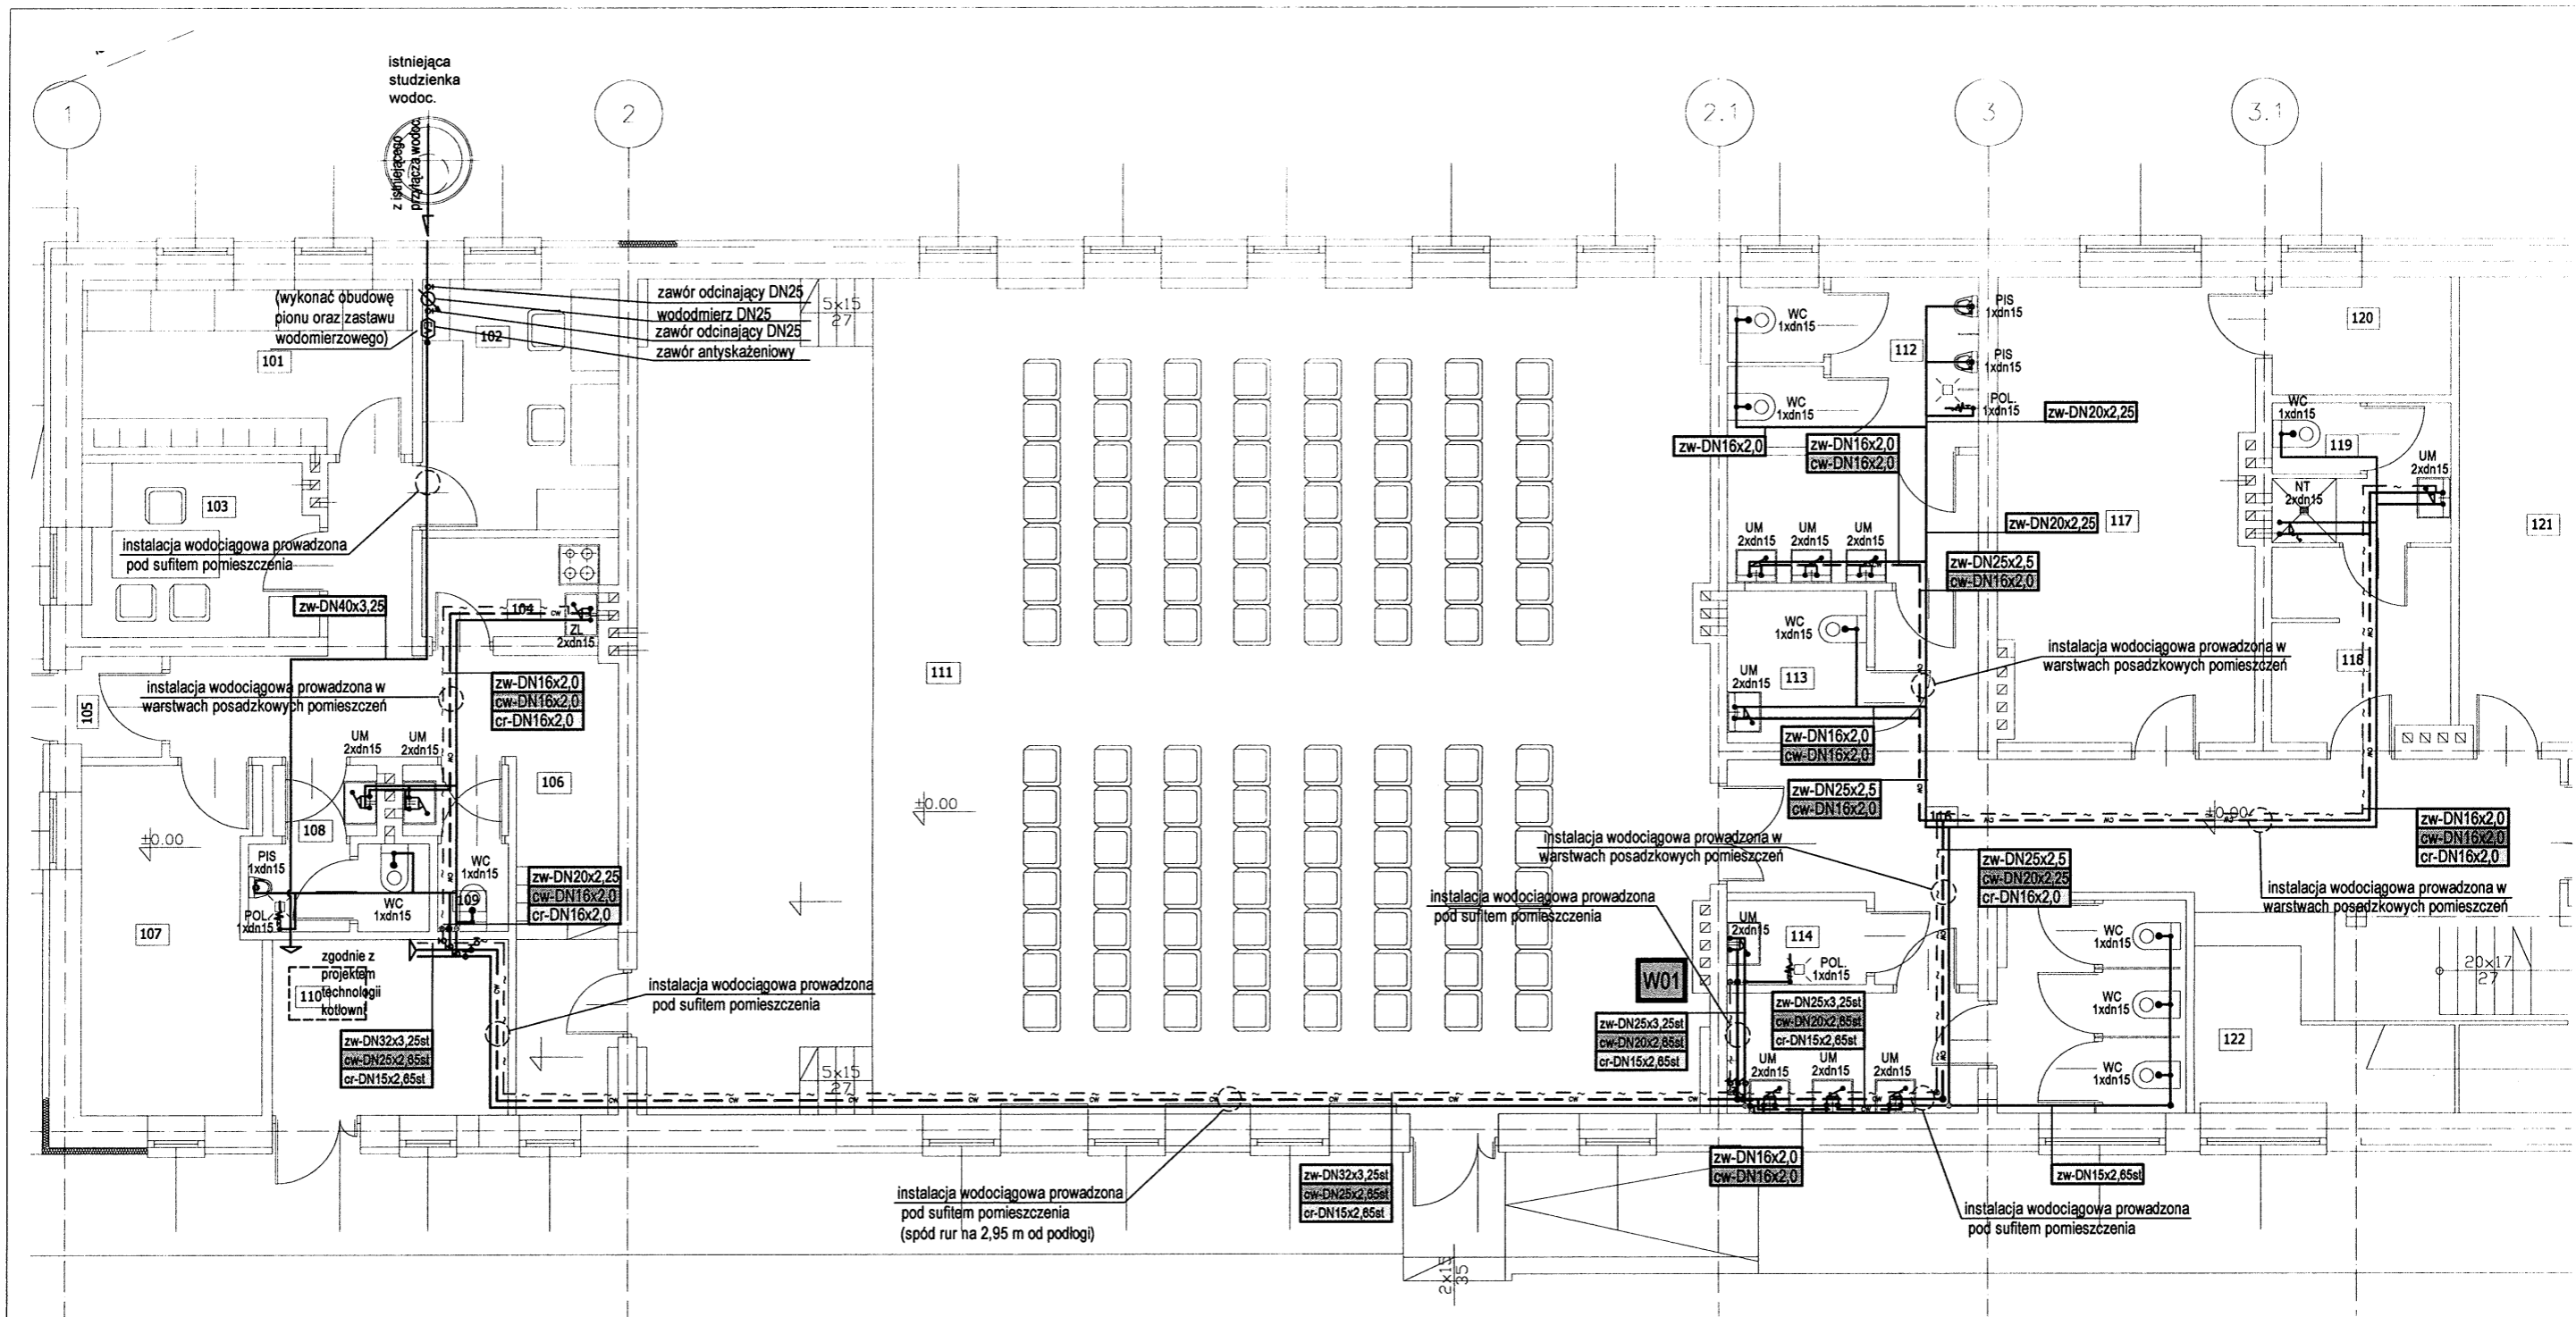 1
istniejąca
studzienka
wodoc.
z istniejącego
przyłącza wodoc.
2
2.1
3
3.1
(wykonać obudowę
pionu oraz zastawu
wodomierzowego)
101
102
EA
zawór odcinający DN25
wododmierz DN25
zawór odcinający DN25
zawór antyskażeniowy
5x15
27
WC
1xdn15
WC
1xdn15
112
PIS
1xdn15
PIS
1xdn15
POL.
1xdn15
zw-DN20x2,25
120
WC
1xdn15
119
UM
2xdn15
NT
2xdn15
121
zw-DN16x2,0
zw-DN16x2,0
cw-DN16x2,0
zw-DN20x2,25
117
103
instalacja wodociągowa prowadzona
pod sufitem pomieszczenia
zw-DN40x3,25
104
ZL
2xdn15
UM
2xdn15
UM
2xdn15
UM
2xdn15
zw-DN25x2,5
cw-DN16x2,0
WC
1xdn15
113
UM
2xdn15
instalacja wodociągowa prowadzona w
warstwach posadzkowych pomieszczeń
118
111
instalacja wodociągowa prowadzona w
warstwach posadzkowych pomieszczeń
105
zw-DN16x2,0
cw-DN16x2,0
cr-DN16x2,0
UM
2xdn15
UM
2xdn15
106
zw-DN16x2,0
cw-DN16x2,0
zw-DN25x2,5
cw-DN16x2,0
±0.00
±0.00
±0.00
108
PIS
1xdn15
WC
1xdn15
POL.
1xdn15
WC
1xdn15
109
107
zw-DN20x2,25
cw-DN16x2,0
cr-DN16x2,0
instalacja wodociągowa prowadzona w
warstwach posadzkowych pomieszczeń
instalacja wodociągowa prowadzona
pod sufitem pomieszczenia
zw-DN25x2,5
cw-DN20x2,25
cr-DN16x2,0
zw-DN16x2,0
cw-DN16x2,0
cr-DN16x2,0
instalacja wodociągowa prowadzona w
warstwach posadzkowych pomieszczeń
zgodnie z
projektem
technologii
kotłowni
110
instalacja wodociągowa prowadzona
pod sufitem pomieszczenia
zw-DN32x3,25st
cw-DN25x2,65st
cr-DN15x2,65st
5x15
27
W01
UM
2xdn15
114
POL.
1xdn15
zw-DN25x3,25st
cw-DN20x2,65st
cr-DN15x2,65st
zw-DN25x3,25st
cw-DN20x2,65st
cr-DN15x2,65st
UM
2xdn15
UM
2xdn15
UM
2xdn15
WC
1xdn15
WC
1xdn15
WC
1xdn15
122
20x17
27
instalacja wodociągowa prowadzona
pod sufitem pomieszczenia
(spód rur na 2,95 m od podłogi)
zw-DN32x3,25st
cw-DN25x2,65st
cr-DN15x2,65st
zw-DN16x2,0
cw-DN16x2,0
zw-DN15x2,65st
instalacja wodociągowa prowadzona
pod sufitem pomieszczenia
2x15
35